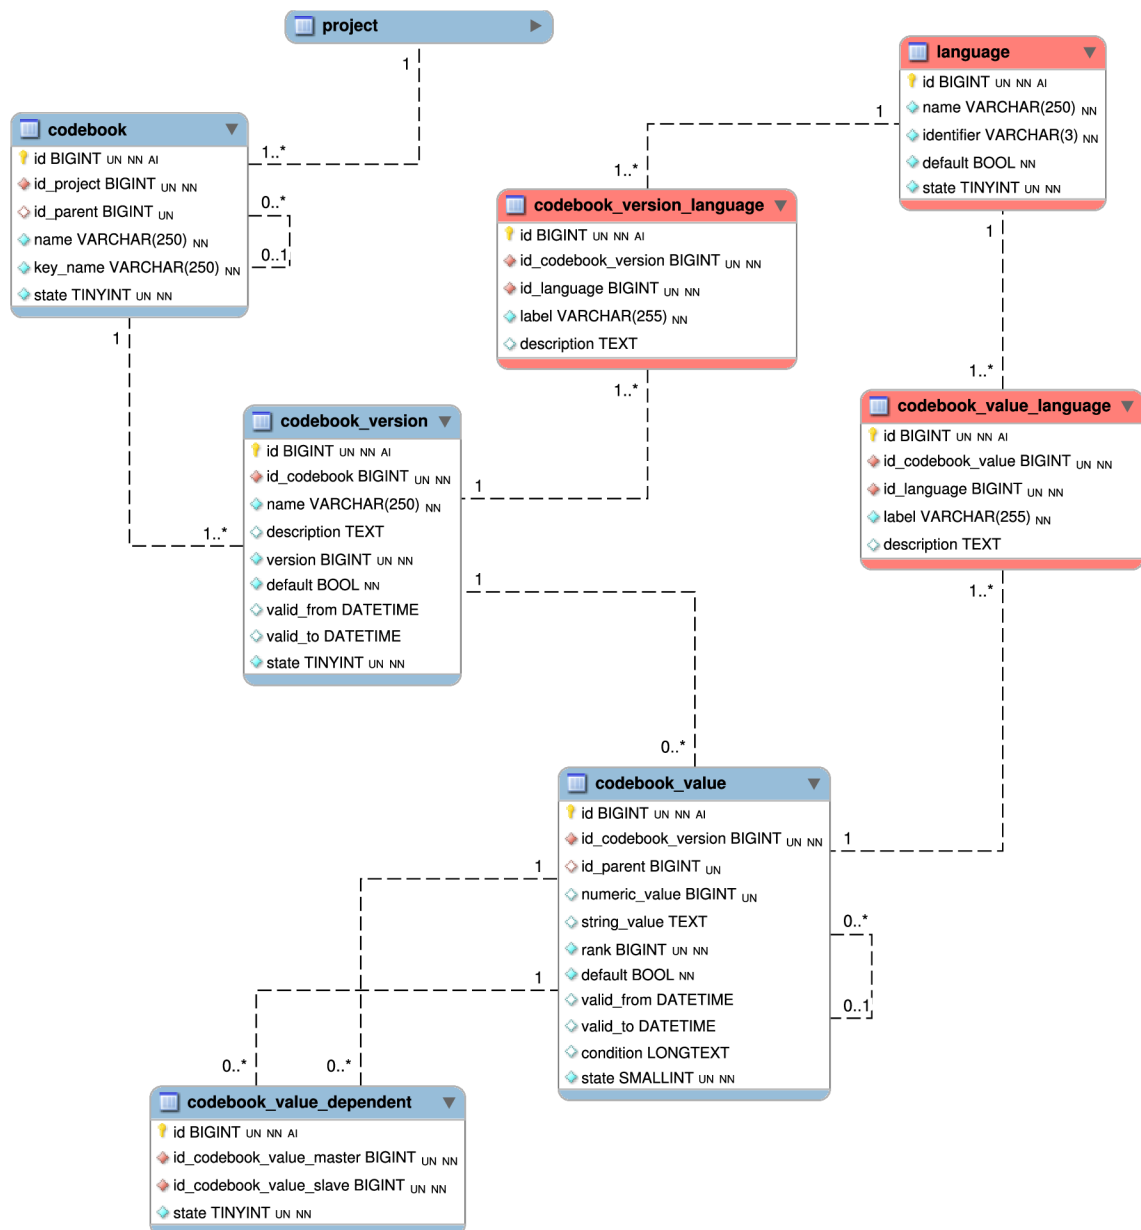 project
1
1..*
codebook
id BIGINT UN NN AI
id_project BIGINT UN NN
id_parent BIGINT UN
name VARCHAR(250) NN
key_name VARCHAR(250) NN
state TINYINT UN NN
0..*
0..1
1
1..*
language
id BIGINT UN NN AI
name VARCHAR(250) NN
identifier VARCHAR(3) NN
default BOOL NN
state TINYINT UN NN
1
1..*
1
1..*
codebook_version_language
id BIGINT UN NN AI
id_codebook_version BIGINT UN NN
id_language BIGINT UN NN
label VARCHAR(255) NN
description TEXT
1..*
1
codebook_version
id BIGINT UN NN AI
id_codebook BIGINT UN NN
name VARCHAR(250) NN
description TEXT
version BIGINT UN NN
default BOOL NN
valid_from DATETIME
valid_to DATETIME
state TINYINT UN NN
1
0..*
codebook_value_language
id BIGINT UN NN AI
id_codebook_value BIGINT UN NN
id_language BIGINT UN NN
label VARCHAR(255) NN
description TEXT
1..*
1
codebook_value
id BIGINT UN NN AI
id_codebook_version BIGINT UN NN
id_parent BIGINT UN
numeric_value BIGINT UN
string_value TEXT
rank BIGINT UN NN
default BOOL NN
valid_from DATETIME
valid_to DATETIME
condition LONGTEXT
state SMALLINT UN NN
0..*
0..1
1
1
0..*
0..*
codebook_value_dependent
id BIGINT UN NN AI
id_codebook_value_master BIGINT UN NN
id_codebook_value_slave BIGINT UN NN
state TINYINT UN NN